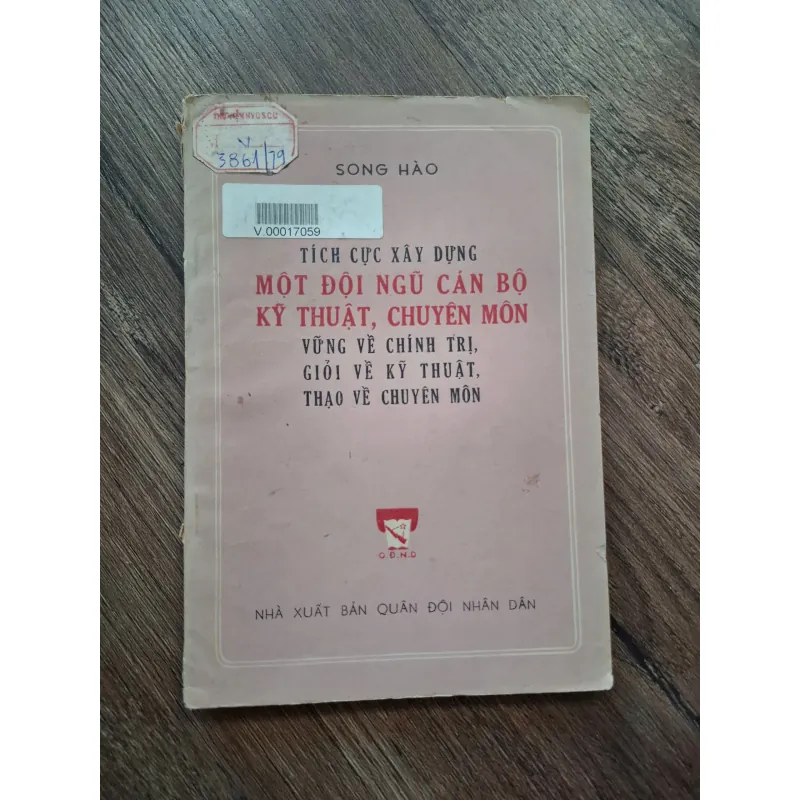 V
3861/79
SONG HÀO
V.00017059
TÍCH CỰC XÂY DỰNG
MỘT ĐỘI NGŨ CÁN BỘ
KỸ THUẬT, CHUYÊN MÔN
VỮNG VỀ CHÍNH TRỊ,
GIỎI VỀ KỸ THUẬT,
THẠO VỀ CHUYÊN MÔN
Q.Đ.N.D
NHÀ XUẤT BẢN QUÂN ĐỘI NHÂN DÂN